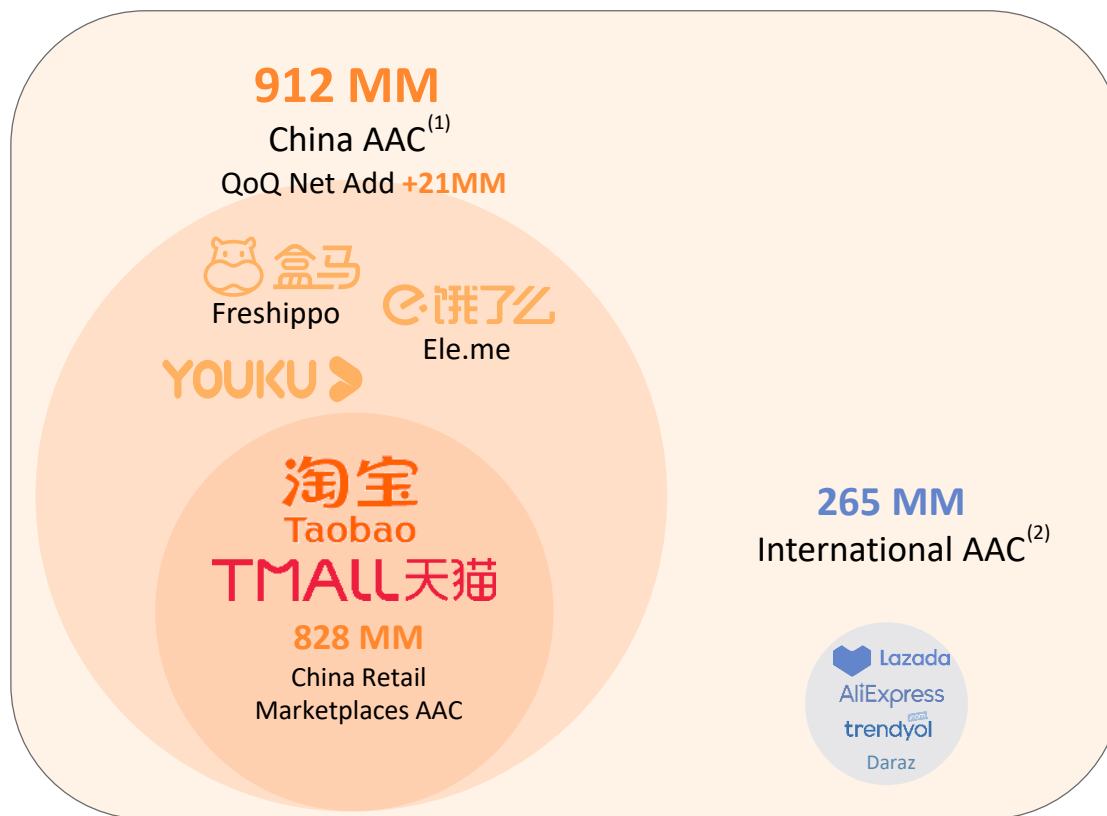 912 MM
China AAC(1)
QoQ Net Add +21MM
盒马
Freshippo
饿了么
Ele.me
YOUKU
淘宝
Taobao
TMALL天猫
828 MM
China Retail
Marketplaces AAC
265 MM
International AAC(2)
Lazada
AliExpress
trendyol.com
Daraz